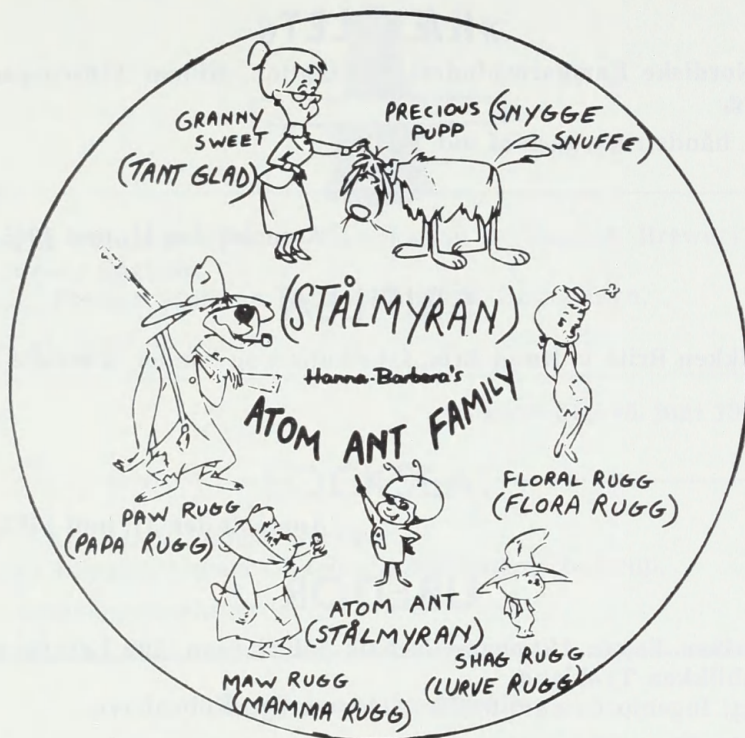 GRANNY
SWEET
(TANT GLAD)
PRECIOUS (SNYGGE
PUPP SNUFFE)
(STÅLMYRAN)
Hanna-Barbera's
ATOM ANT FAMILY
PAW RUGG
(PAPA RUGG)
FLORAL RUGG
(FLORA RUGG)
A
ATOM ANT
(STÅLMYRAN)
MAW RUGG
(MAMMA RUGG)
SHAG RUGG
(LURVE RUGG)